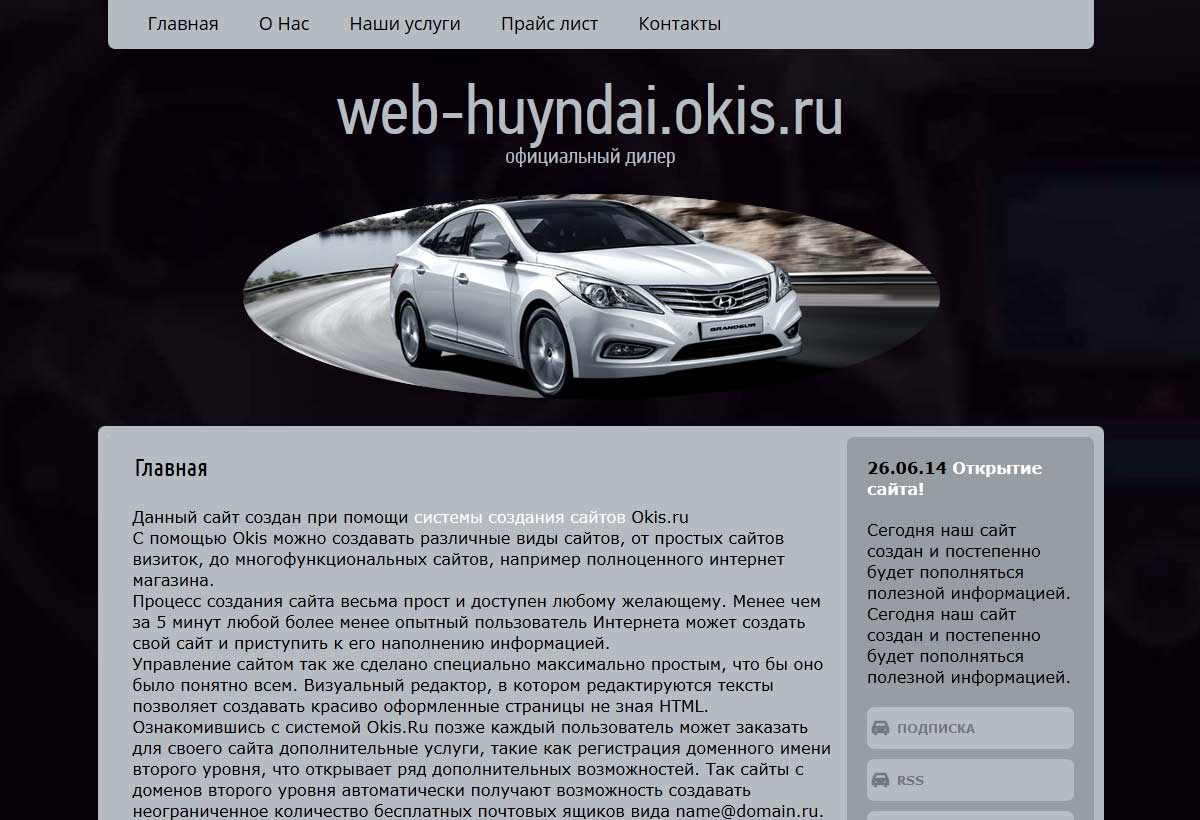 Главная О Нас Наши услуги Прайс лист Контакты
web-huyndai.okis.ru
официальный дилер
GRANDEUR
Главная
Данный сайт создан при помощи системы создания сайтов Okis.ru
С помощью Okis можно создавать различные виды сайтов, от простых сайтов
визиток, до многофункциональных сайтов, например полноценного интернет
магазина.
Процесс создания сайта весьма прост и доступен любому желающему. Менее чем
за 5 минут любой более менее опытный пользователь Интернета может создать
свой сайт и приступить к его наполнению информацией.
Управление сайтом так же сделано специально максимально простым, что бы оно
было понятно всем. Визуальный редактор, в котором редактируются тексты
позволяет создавать красиво оформленные страницы не зная HTML.
Ознакомившись с системой Okis.Ru позже каждый пользователь может заказать
для своего сайта дополнительные услуги, такие как регистрация доменного имени
второго уровня, что открывает ряд дополнительных возможностей. Так сайты с
доменов второго уровня автоматически получают возможность создавать
неограниченное количество бесплатных почтовых ящиков вида name@domain.ru.
26.06.14 Открытие
сайта!
Сегодня наш сайт
создан и постепенно
будет пополняться
полезной информацией.
Сегодня наш сайт
создан и постепенно
будет пополняться
полезной информацией.
ПОДПИСКА
RSS